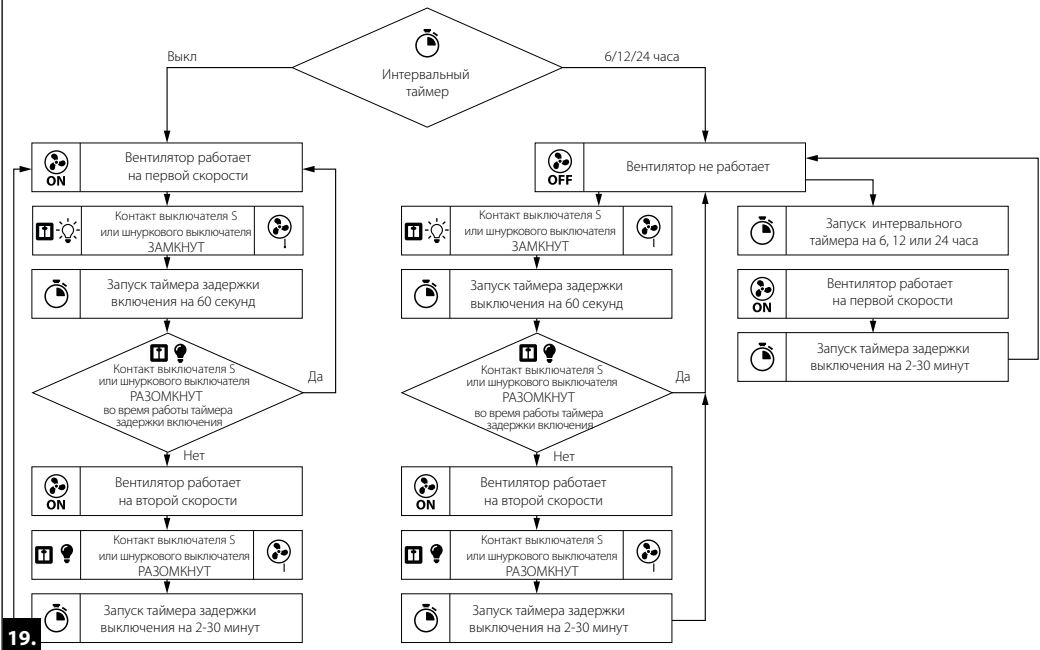 Интервальный
таймер
Выкл
6/12/24 часа
ON
Вентилятор работает
на первой скорости
Контакт выключателя S
или шнуркового выключателя
ЗАМКНУТ
Запуск таймера задержки
включения на 60 секунд
Контакт выключателя S
или шнуркового выключателя
РАЗОМКНУТ
во время работы таймера
задержки включения
Да
Нет
ON
Вентилятор работает
на второй скорости
Контакт выключателя S
или шнуркового выключателя
РАЗОМКНУТ
Запуск таймера задержки
выключения на 2-30 минут
OFF
Вентилятор не работает
Контакт выключателя S
или шнуркового выключателя
ЗАМКНУТ
Запуск таймера задержки
выключения на 60 секунд
Контакт выключателя S
или шнуркового выключателя
РАЗОМКНУТ
во время работы таймера
задержки включения
Да
Нет
ON
Вентилятор работает
на второй скорости
Контакт выключателя S
или шнуркового выключателя
РАЗОМКНУТ
Запуск таймера задержки
выключения на 2-30 минут
Запуск интервального
таймера на 6, 12 или 24 часа
ON
Вентилятор работает
на первой скорости
Запуск таймера задержки
выключения на 2-30 минут
19.